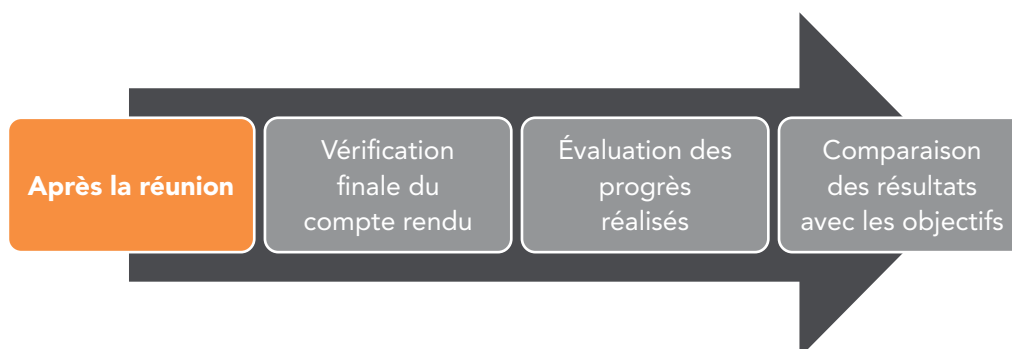 Après la réunion
Vérification
finale du
compte rendu
Évaluation des
progrès
réalisés
Comparaison
des résultats
avec les objectifs